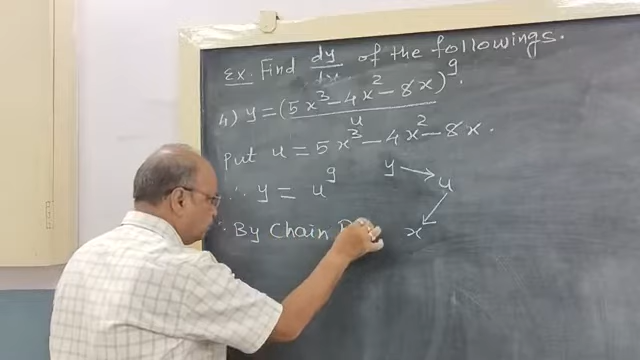 Ex. Find dy/dx of the followings.
4) y = (5x³ - 4x² - 8x)⁹.
u
Put u = 5x³ - 4x² - 8x.
∴ y = u⁹
y → u
∴ By Chain
x